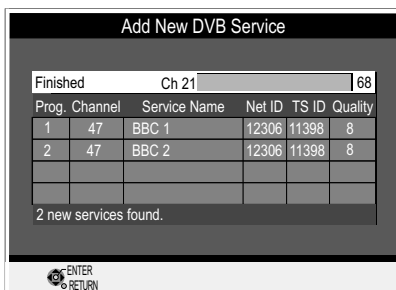 Add New DVB Service
Finished Ch 21 68
Prog. Channel Service Name Net ID TS ID Quality
1 47 BBC 1 12306 11398 8
2 47 BBC 2 12306 11398 8
2 new services found.
ENTER
RETURN